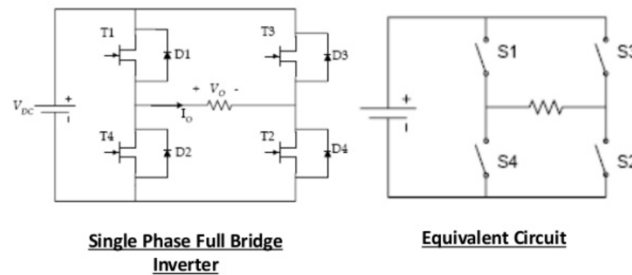 T1
D1
T3
D3
+ V_O -
V_DC
+
-
I_O
T4
D2
T2
D4
S1
S3
+
-
S4
S2
Single Phase Full Bridge
Inverter
Equivalent Circuit